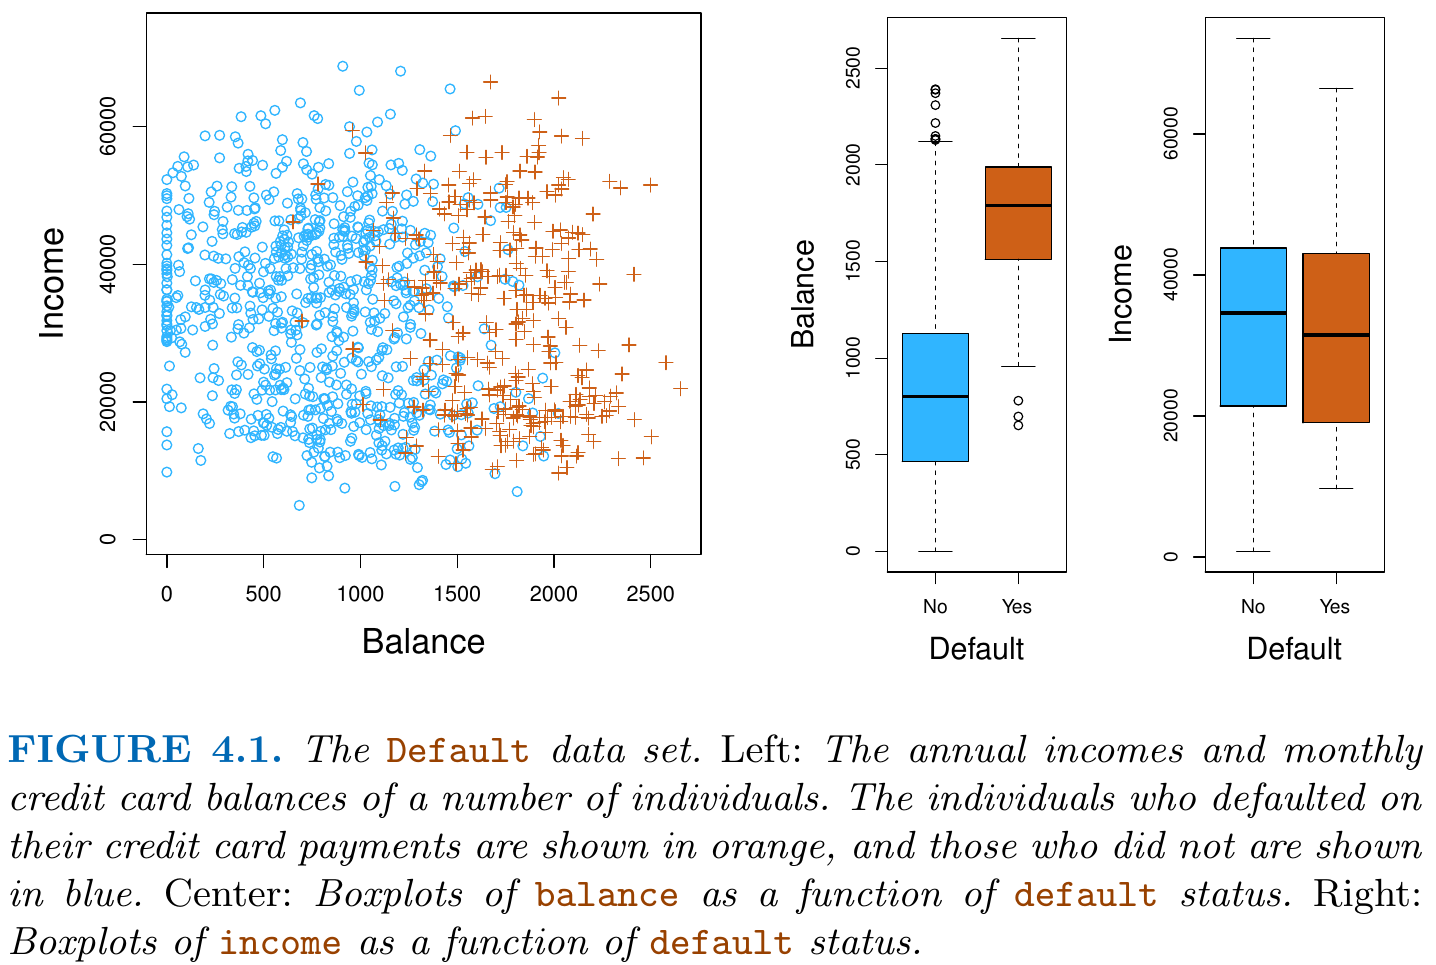 60000
40000
20000
0
Income
0 500 1000 1500 2000 2500
Balance
2500
2000
1500
1000
500
0
Balance
No Yes
Default
60000
40000
20000
0
Income
No Yes
Default
FIGURE 4.1. The Default data set. Left: The annual incomes and monthly
credit card balances of a number of individuals. The individuals who defaulted on
their credit card payments are shown in orange, and those who did not are shown
in blue. Center: Boxplots of balance as a function of default status. Right:
Boxplots of income as a function of default status.